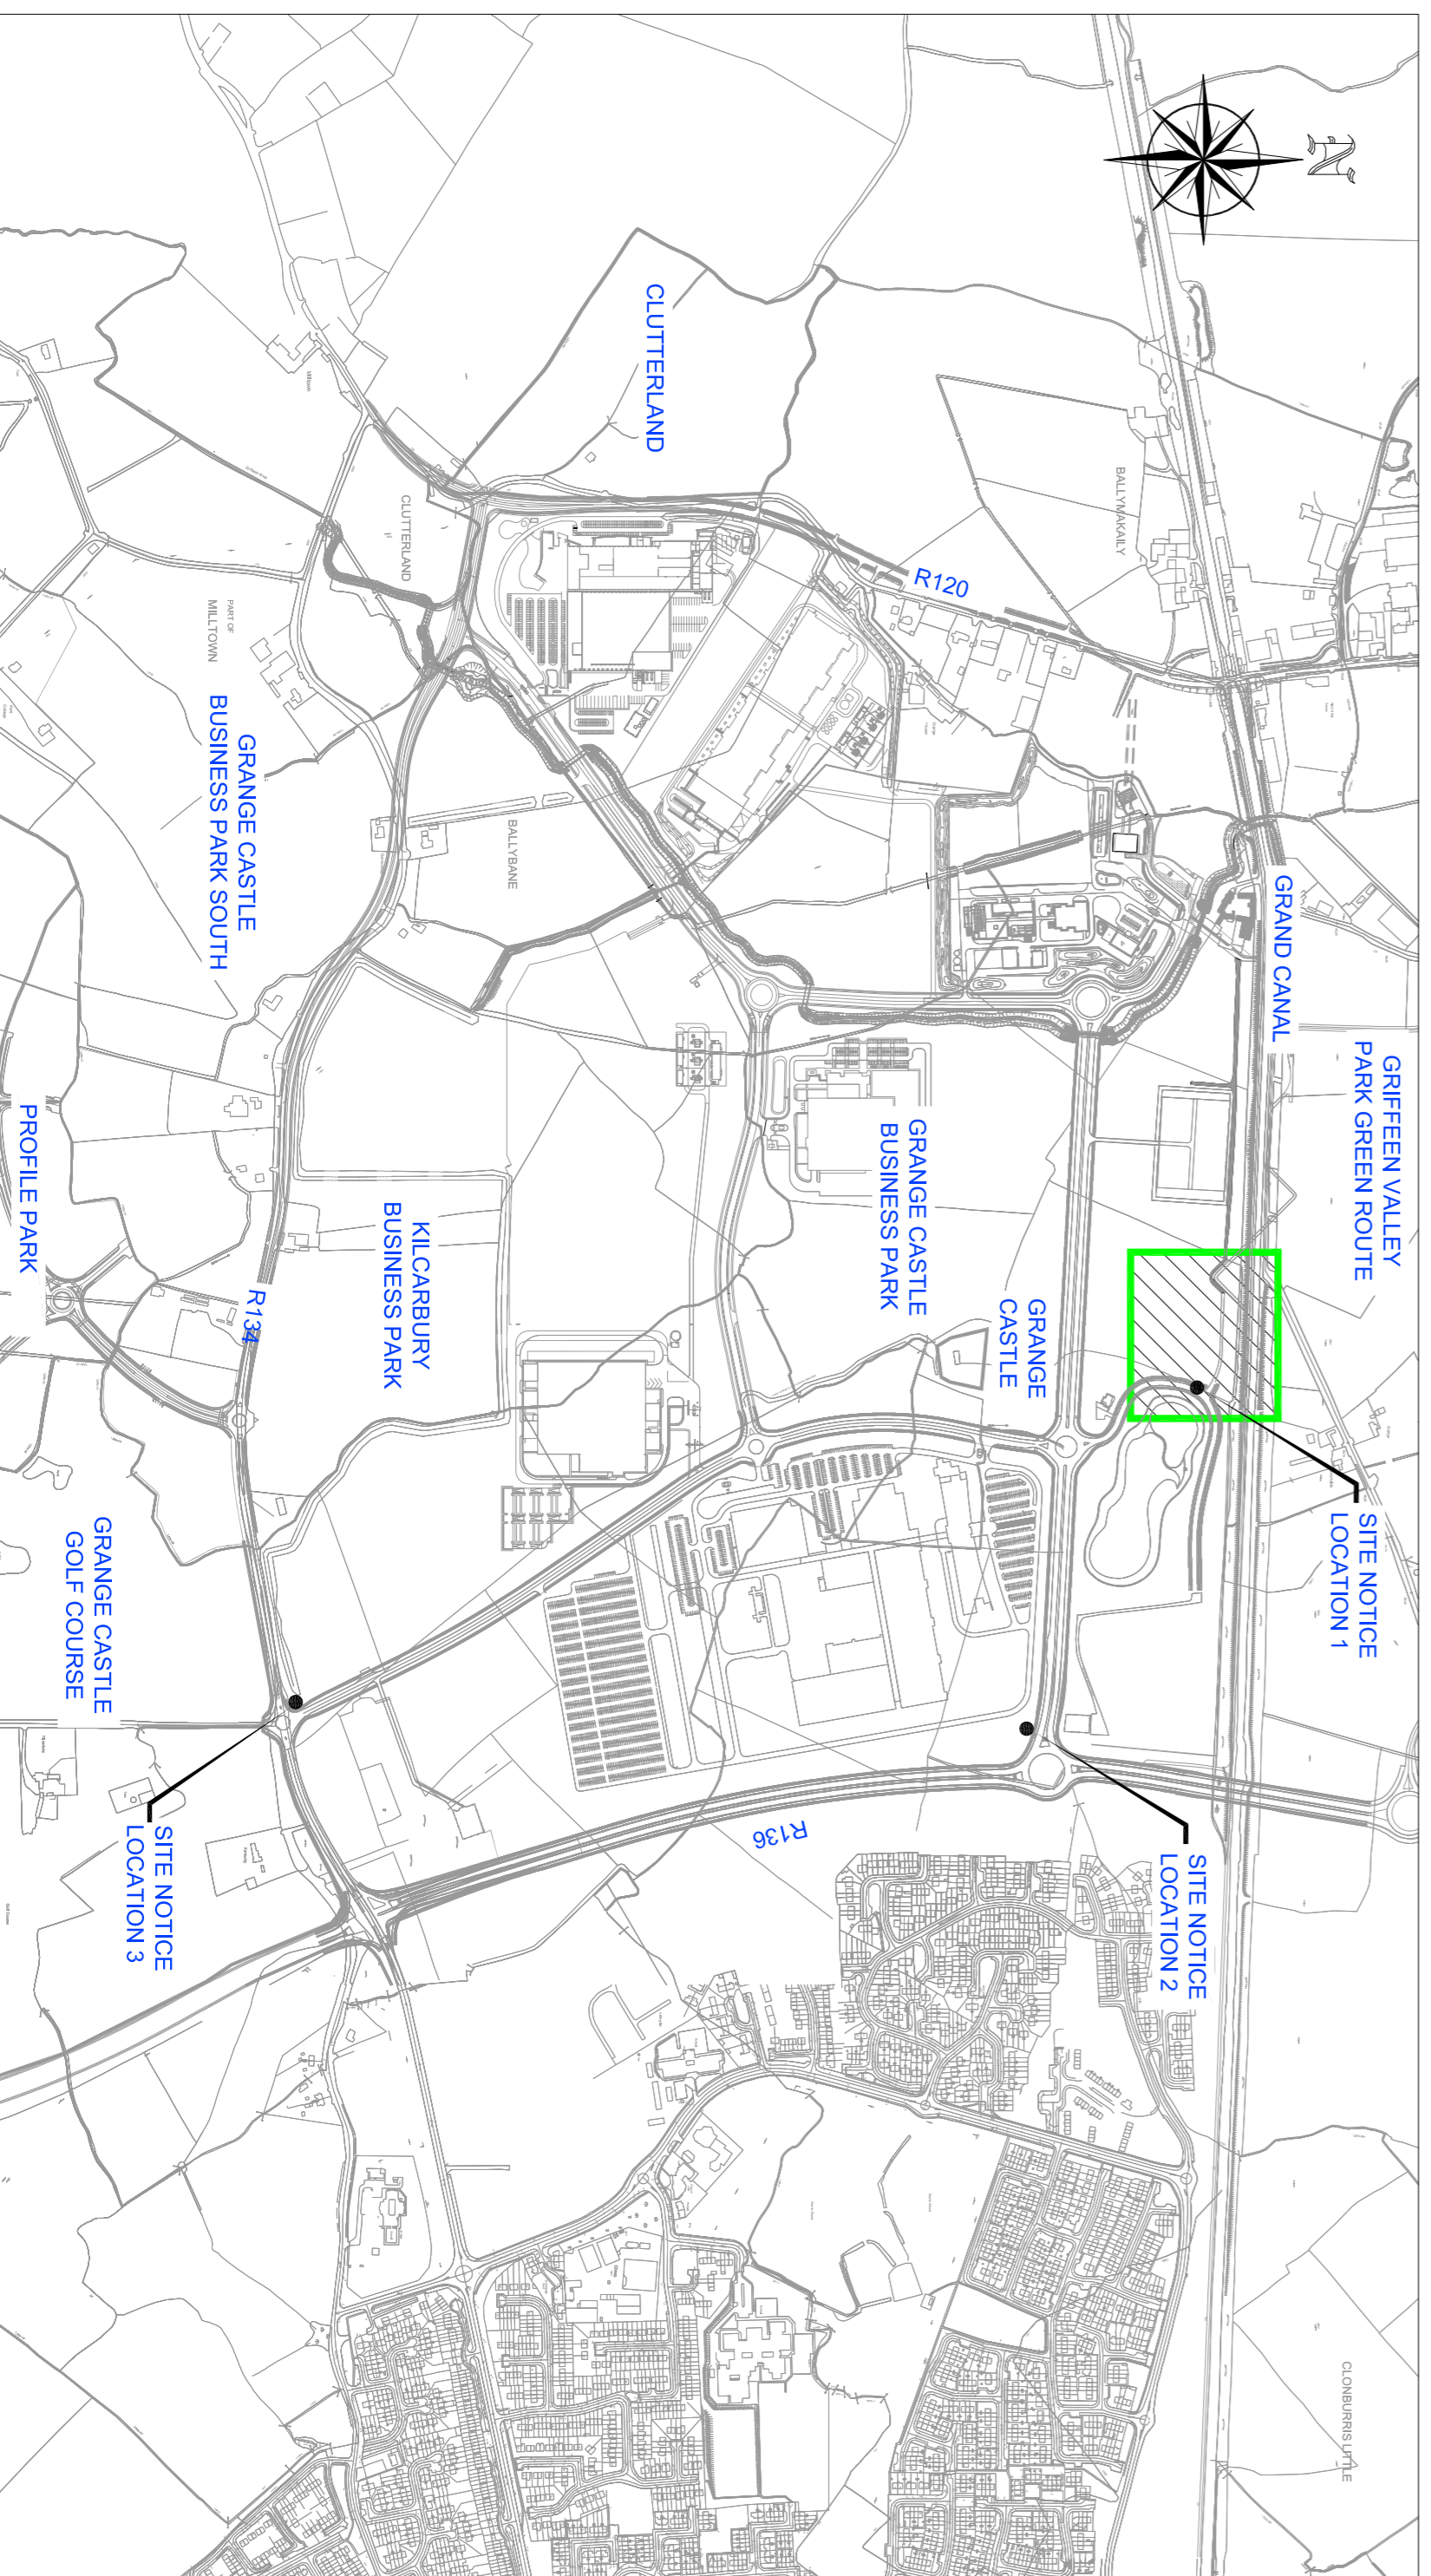 N
GRIFFEEN VALLEY
PARK GREEN ROUTE
SITE NOTICE
LOCATION 1
CLONBURRIS LITTLE
GRAND CANAL
BALLYMAKAILY
SITE NOTICE
LOCATION 2
R120
GRANGE
CASTLE
GRANGE CASTLE
BUSINESS PARK
R136
CLUTTERLAND
BALLYBANE
CLUTTERLAND
KILCARBURY
BUSINESS PARK
R134
PART OF
MILLTOWN
GRANGE CASTLE
BUSINESS PARK SOUTH
SITE NOTICE
LOCATION 3
GRANGE CASTLE
GOLF COURSE
PROFILE PARK